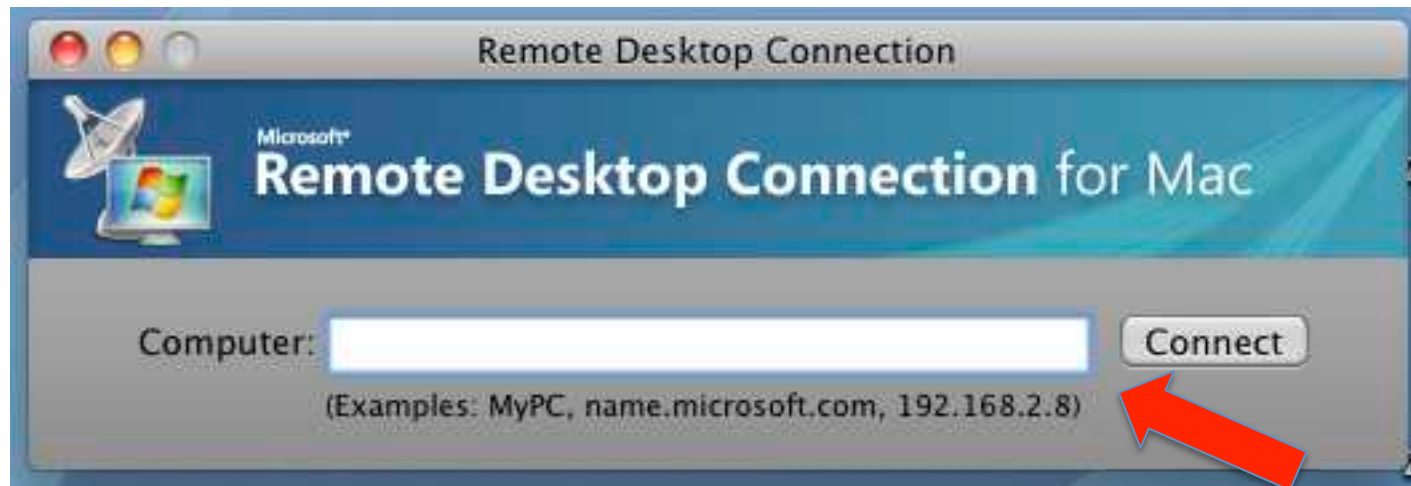 Remote Desktop Connection
Microsoft®
Remote Desktop Connection for Mac
Computer:
Connect
(Examples: MyPC, name.microsoft.com, 192.168.2.8)